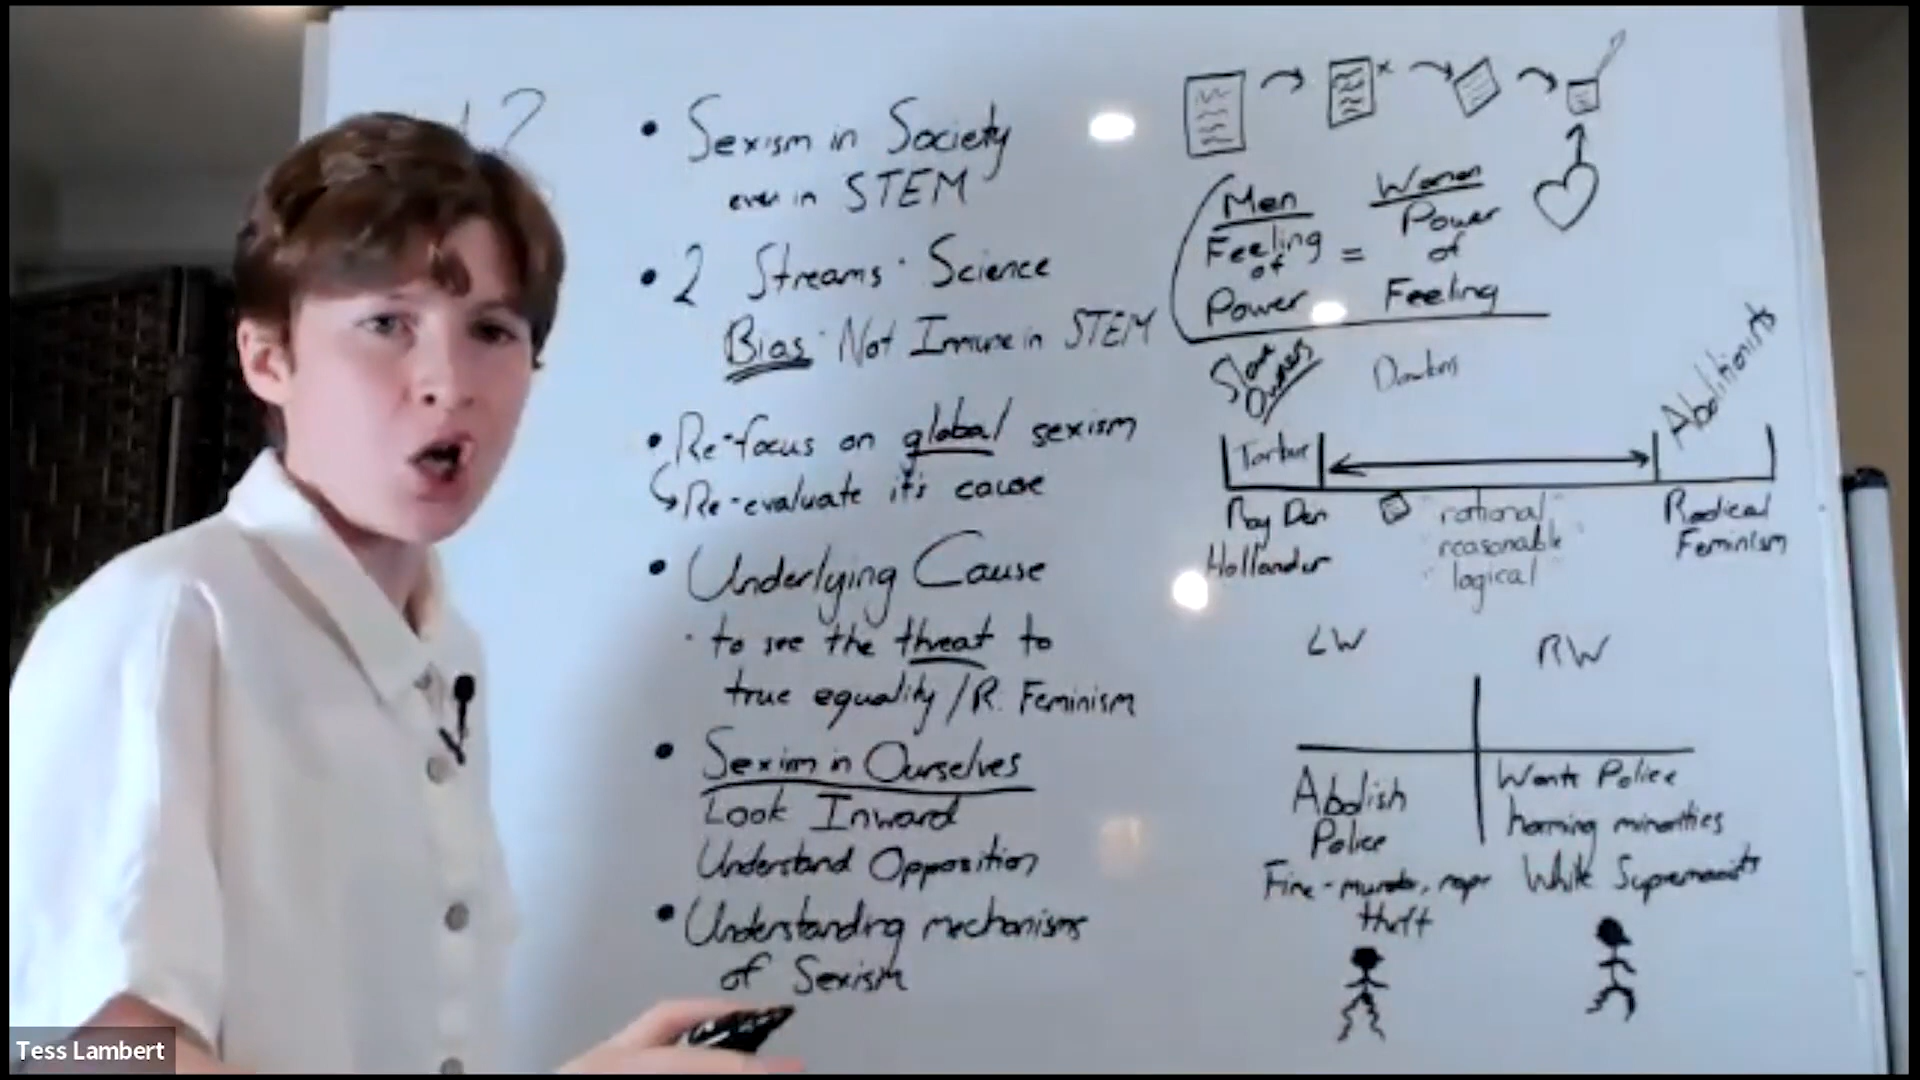 • Sexism in Society
even in STEM
• 2 Streams · Science
Bias · Not Immune in STEM
• Re-focus on global sexism
Re-evaluate it's cause
• Underlying Cause
· to see the threat to
true equality / R. Feminism
• Sexim in Ourselves
Look Inward
Understand Opposition
• Understanding mechanisms
of Sexism
Men
Feeling
of
Power
=
Women
Power
of
Feeling
Slave
Owners
Abolitionists
Torture
Roy Den
Hollander
"rational"
reasonable
"logical"
Radical
Feminism
LW
RW
Abolish
Police
Fine - murder, rape
theft
Wants Police
harming minorities
White Supremacists
Tess Lambert